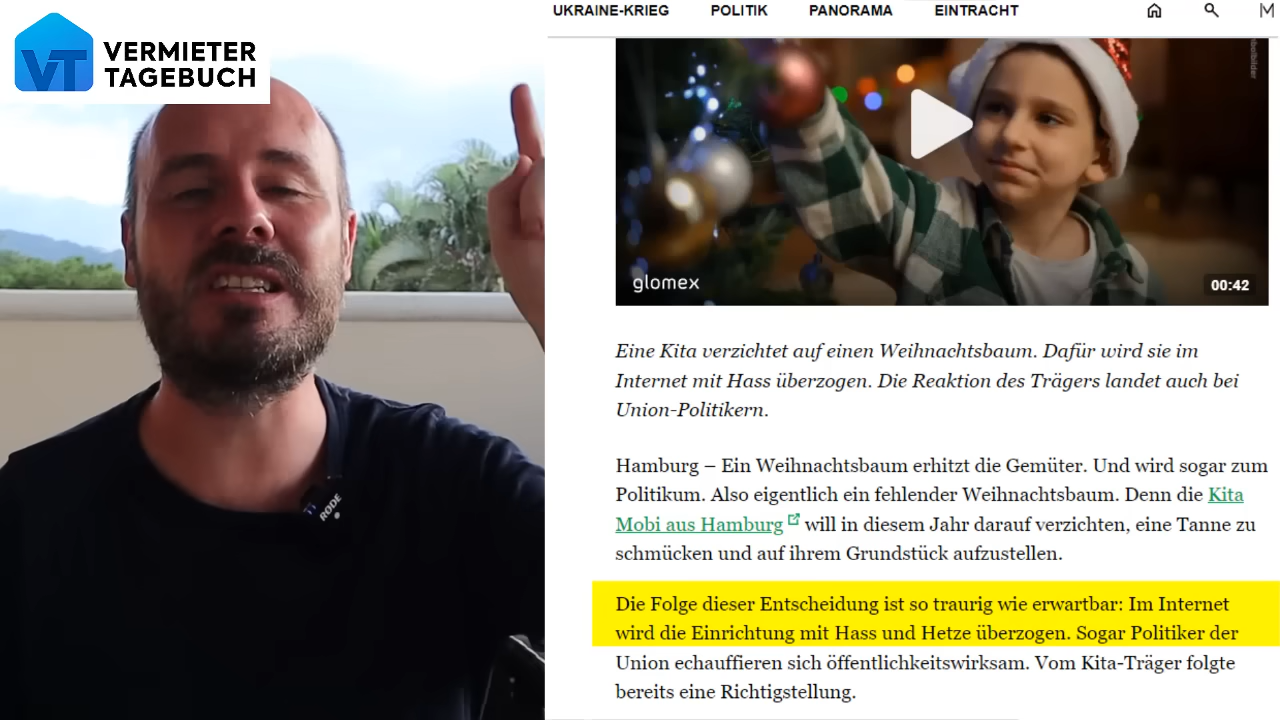 VERMIETER
TAGEBUCH
VT
UKRAINE-KRIEG POLITIK PANORAMA EINTRACHT M
glomex
00:42
Eine Kita verzichtet auf einen Weihnachtsbaum. Dafür wird sie im
Internet mit Hass überzogen. Die Reaktion des Trägers landet auch bei
Union-Politikern.
Hamburg – Ein Weihnachtsbaum erhitzt die Gemüter. Und wird sogar zum
Politikum. Also eigentlich ein fehlender Weihnachtsbaum. Denn die Kita
Mobi aus Hamburg will in diesem Jahr darauf verzichten, eine Tanne zu
schmücken und auf ihrem Grundstück aufzustellen.
Die Folge dieser Entscheidung ist so traurig wie erwartbar: Im Internet
wird die Einrichtung mit Hass und Hetze überzogen. Sogar Politiker der
Union echauffieren sich öffentlichkeitswirksam. Vom Kita-Träger folgte
bereits eine Richtigstellung.
RODE